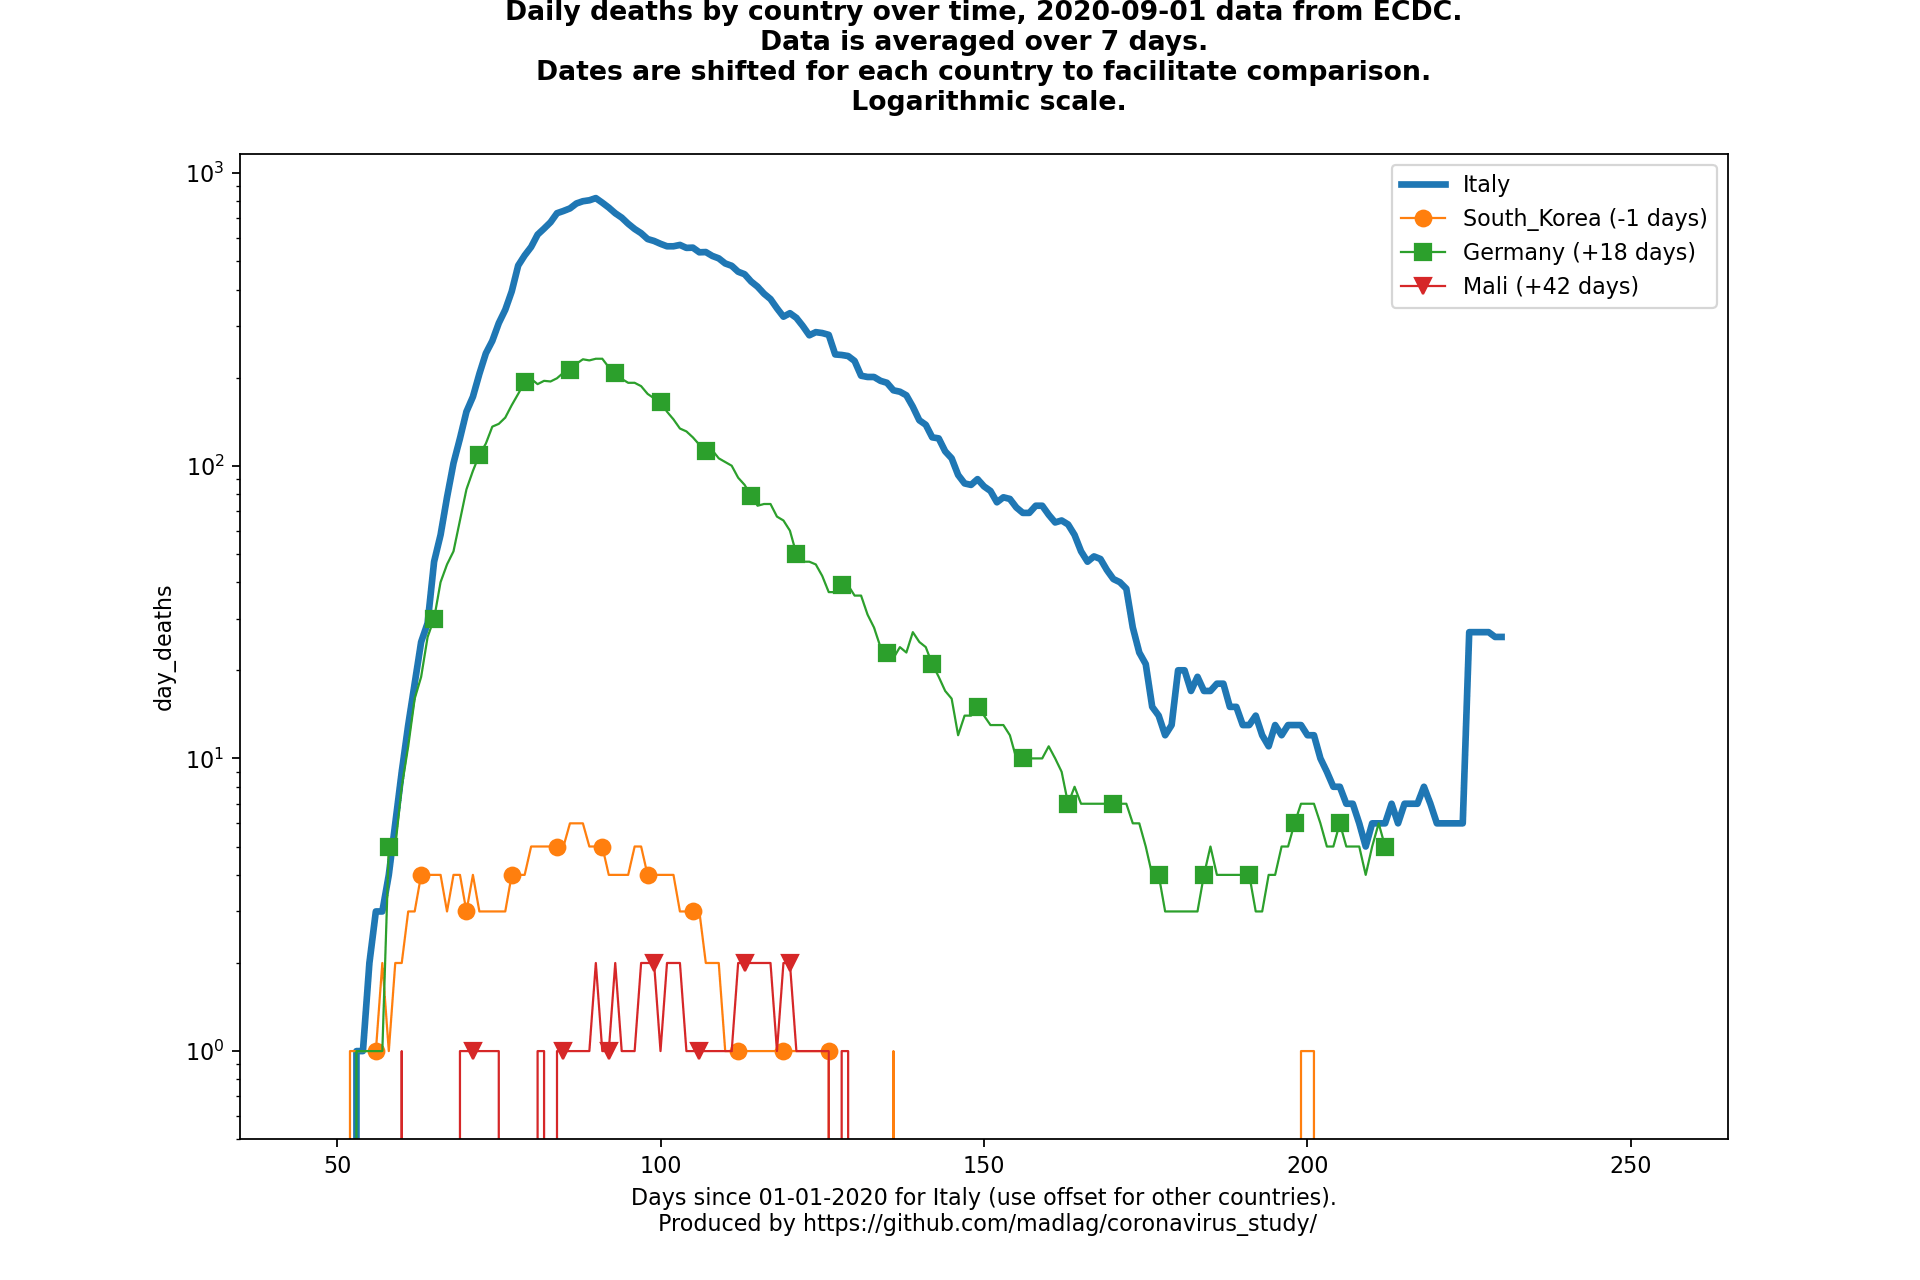 Daily deaths by country over time, 2020-09-01 data from ECDC.
Data is averaged over 7 days.
Dates are shifted for each country to facilitate comparison.
Logarithmic scale.
10³
10²
10¹
10⁰
day_deaths
Italy
South_Korea (-1 days)
Germany (+18 days)
Mali (+42 days)
50 100 150 200 250
Days since 01-01-2020 for Italy (use offset for other countries).
Produced by https://github.com/madlag/coronavirus_study/